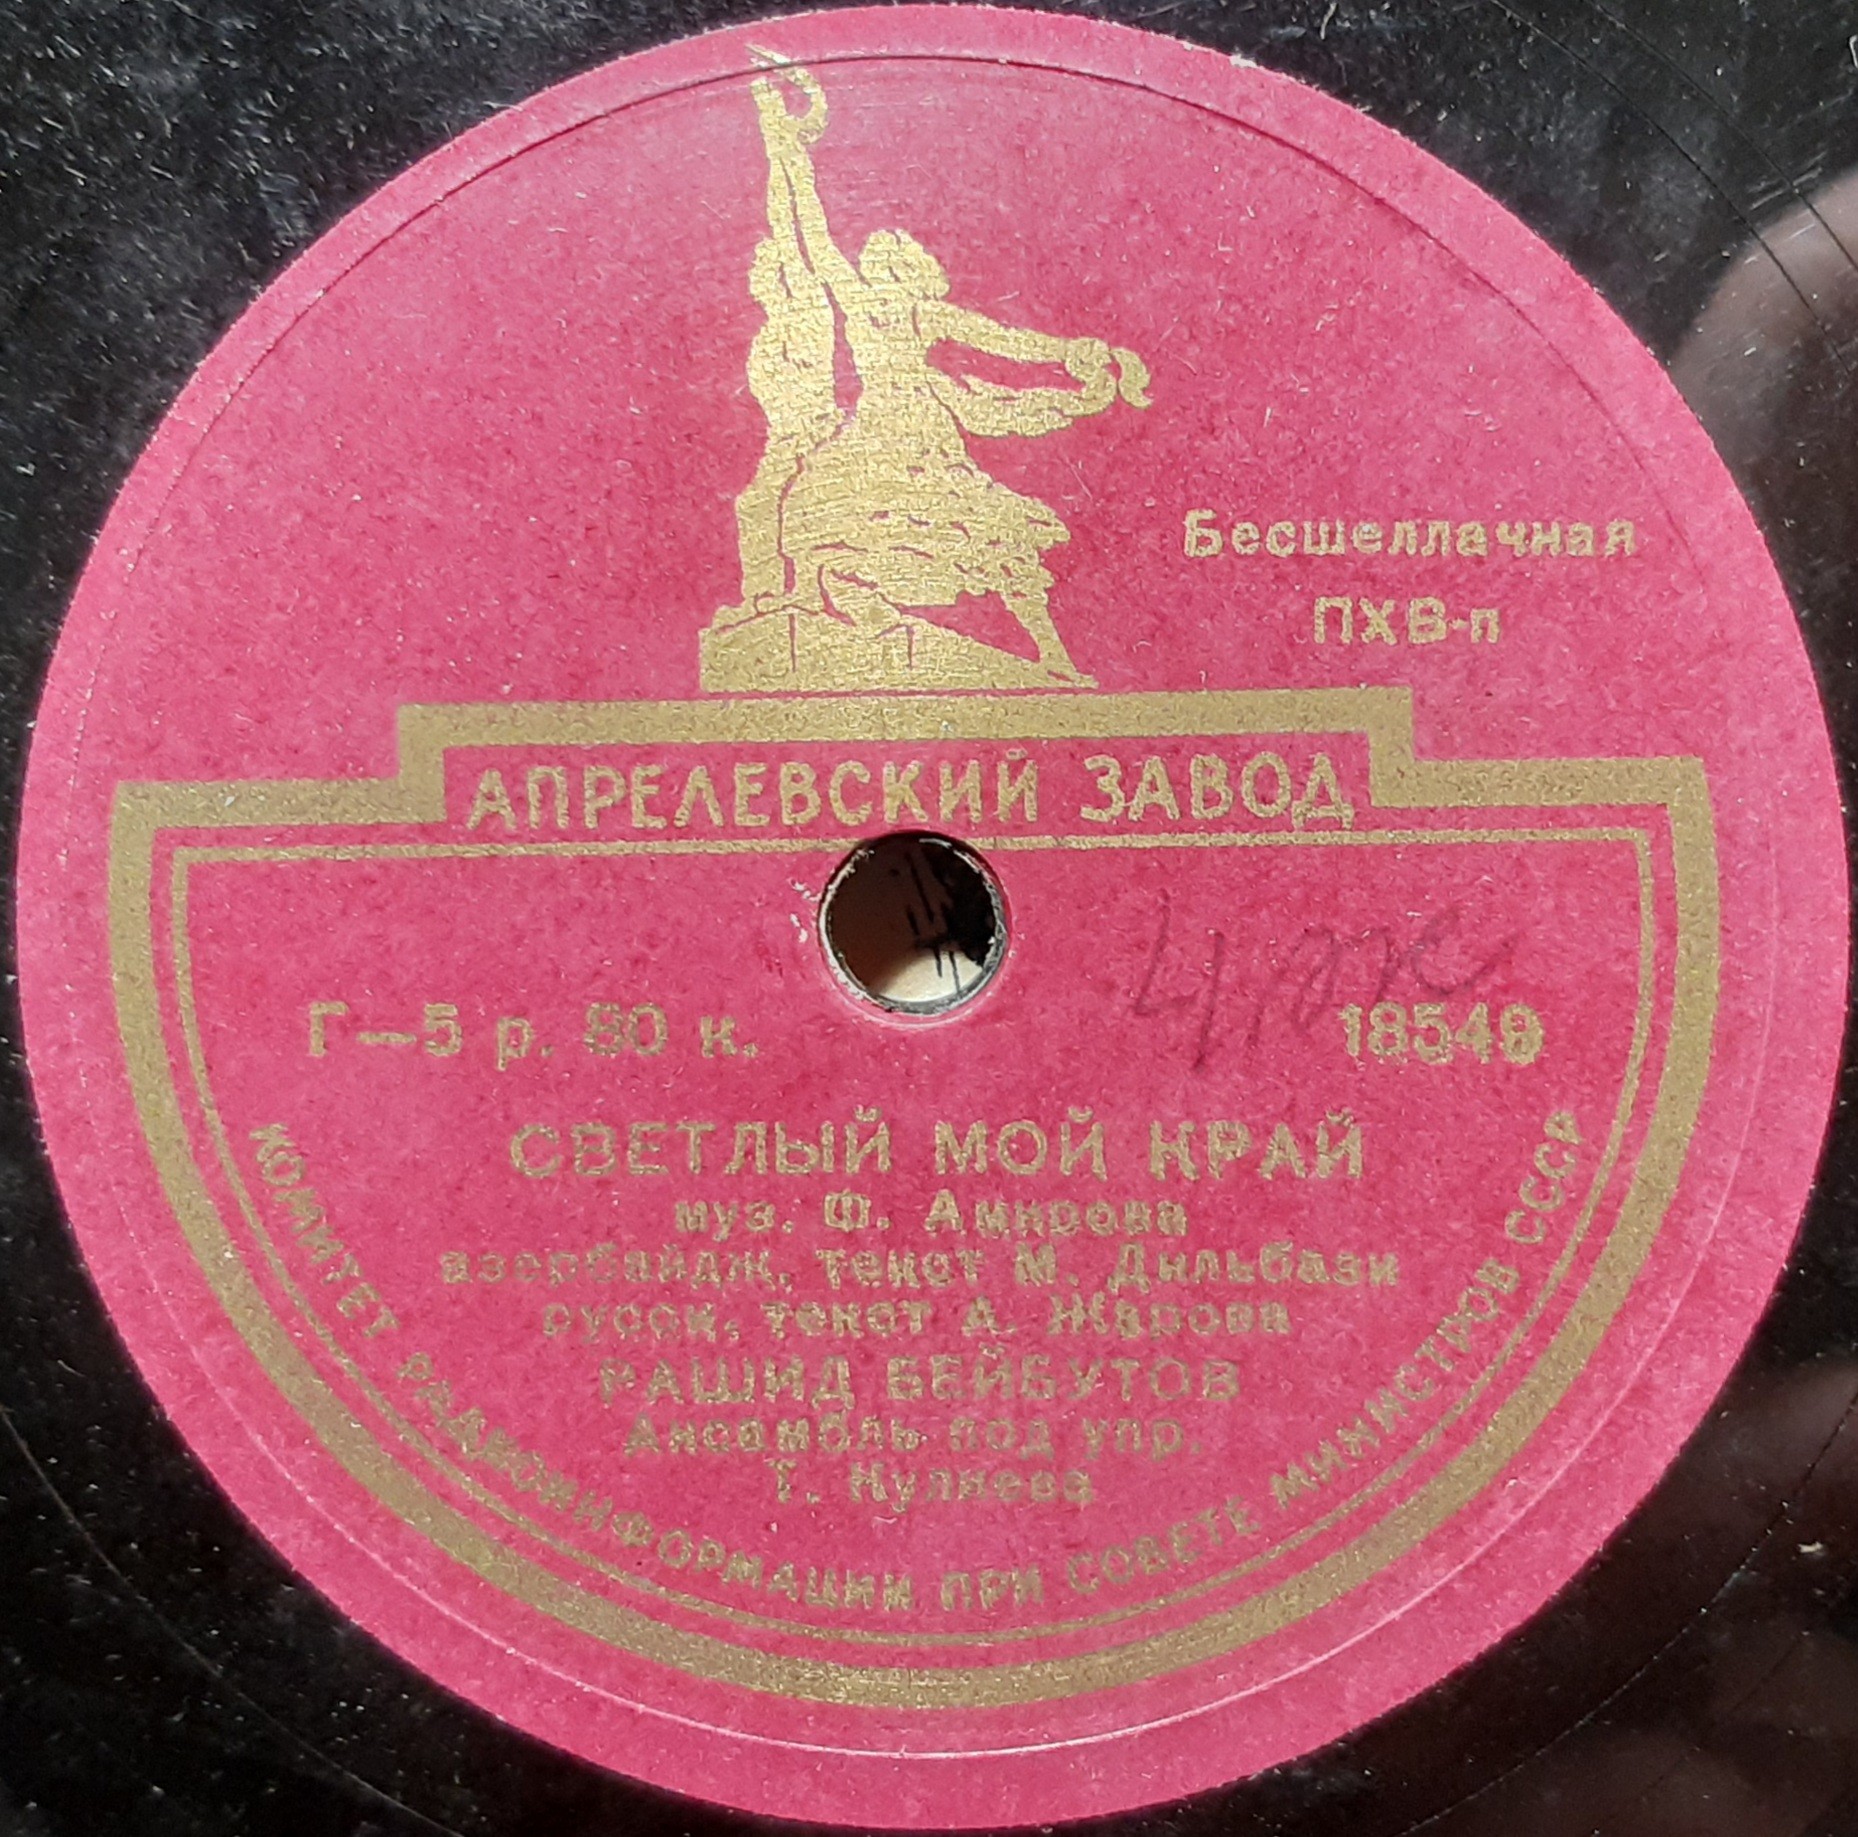 Бесшеллачная
ПХВ-п
АПРЕЛЕВСКИЙ ЗАВОД
Г—5 р. 80 к.
18549
СВЕТЛЫЙ МОЙ КРАЙ
муз. Ф. Амирова
азербайдж. текст М. Дильбази
русск. текст А. Жарова
РАШИД БЕЙБУТОВ
Ансамбль под упр.
Т. Кулиева
КОМИТЕТ РАДИОИНФОРМАЦИИ ПРИ СОВЕТЕ МИНИСТРОВ СССР